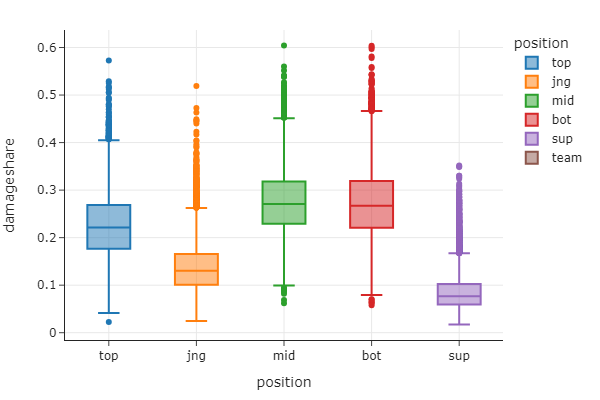 0.6
0.5
0.4
0.3
0.2
0.1
0
damageshare
top
jng
mid
bot
sup
position
position
top
jng
mid
bot
sup
team